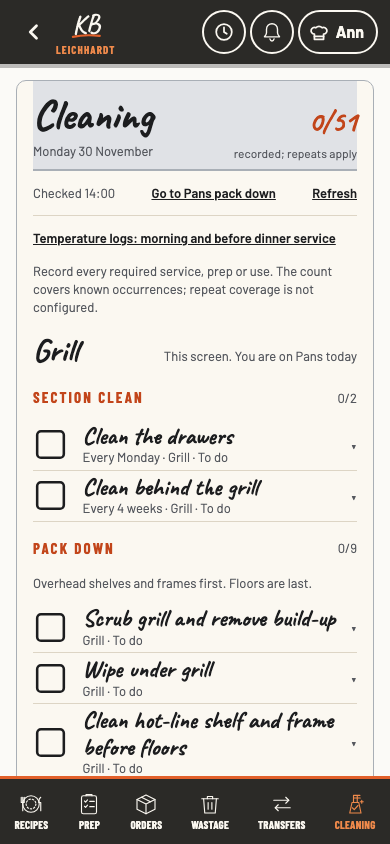 KB
LEICHHARDT
Ann
Cleaning
0/51
Monday 30 November
recorded; repeats apply
Checked 14:00
Go to Pans pack down
Refresh
Temperature logs: morning and before dinner service
Record every required service, prep or use. The count
covers known occurrences; repeat coverage is not
configured.
Grill
This screen. You are on Pans today
SECTION CLEAN
0/2
Clean the drawers
Every Monday · Grill · To do
Clean behind the grill
Every 4 weeks · Grill · To do
PACK DOWN
0/9
Overhead shelves and frames first. Floors are last.
Scrub grill and remove build-up
Grill · To do
Wipe under grill
Grill · To do
Clean hot-line shelf and frame
before floors
Grill · To do
RECIPES
PREP
ORDERS
WASTAGE
TRANSFERS
CLEANING